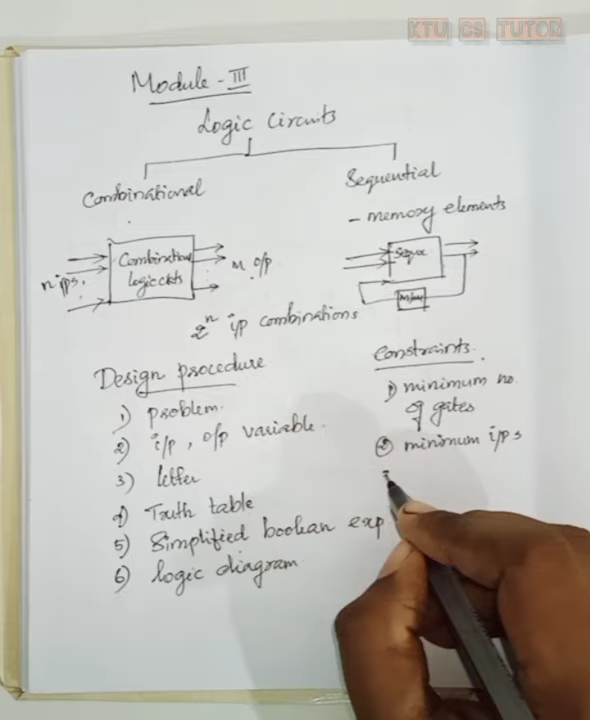 KTU CS TUTOR
Module - III
Logic Circuits
Combinational
Sequential
- memory elements
n i/ps.
Combinational
logic ckts
m o/p
2^n i/p combinations
Design procedure
1) problem.
2) i/p, o/p variable.
3) letter
4) Truth table
5) Simplified boolean exp
6) logic diagram
Constraints.
1) minimum no.
of gates
2) minimum i/ps